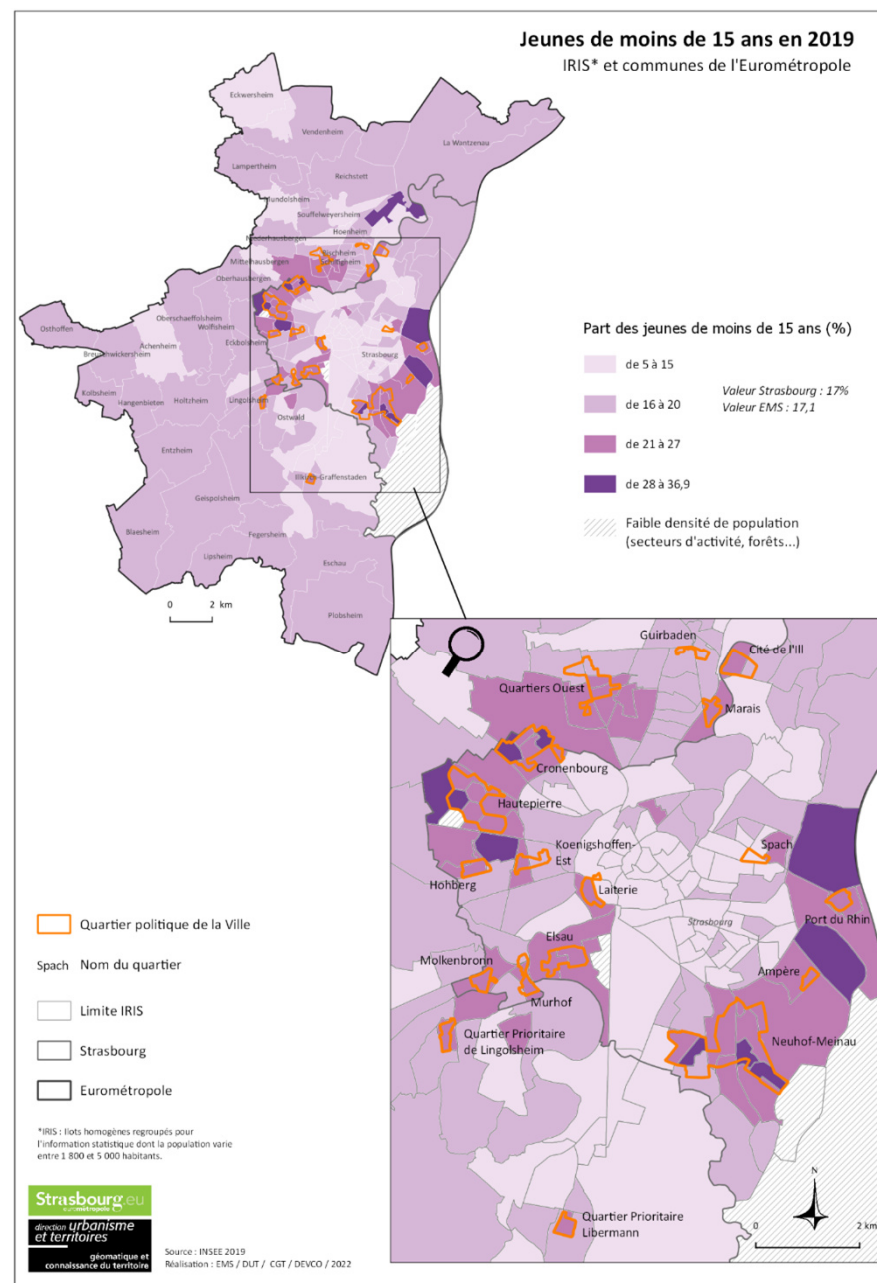 Jeunes de moins de 15 ans en 2019
IRIS* et communes de l'Eurométropole
Eckwersheim
Vendenheim
La Wantzenau
Lampertheim
Reichstett
Mundolsheim
Souffelweyersheim
Hoenheim
Niederhausbergen
Bischheim
Mittelhausbergen
Schiltigheim
Oberhausbergen
Oberschaeffolsheim
Wolfisheim
Osthoffen
Achenheim
Breuschwickersheim
Eckbolsheim
Strasbourg
Kolbsheim
Hangenbieten
Holtzheim
Lingolsheim
Ostwald
Entzheim
Illkirch-Graffenstaden
Geispolsheim
Blaesheim
Fegersheim
Lipsheim
Eschau
Plobsheim
0 2 km
Part des jeunes de moins de 15 ans (%)
de 5 à 15
de 16 à 20
de 21 à 27
de 28 à 36,9
Valeur Strasbourg : 17%
Valeur EMS : 17,1
Faible densité de population
(secteurs d'activité, forêts...)
Guirbaden
Cité de l'Ill
Quartiers Ouest
Marais
Cronenbourg
Hautepierre
Koenigshoffen-
Est
Spach
Hohberg
Laiterie
Port du Rhin
Strasbourg
Elsau
Molkenbronn
Ampère
Murhof
Neuhof-Meinau
Quartier Prioritaire
de Lingolsheim
Quartier Prioritaire
Libermann
N
0 2 km
Quartier politique de la Ville
Spach Nom du quartier
Limite IRIS
Strasbourg
Eurométropole
*IRIS : Ilots homogènes regroupés pour
l'information statistique dont la population varie
entre 1 800 et 5 000 habitants.
Strasbourg.eu
eurométropole
direction urbanisme
et territoires
géomatique et
connaissance du territoire
Source : INSEE 2019
Réalisation : EMS / DUT / CGT / DEVCO / 2022